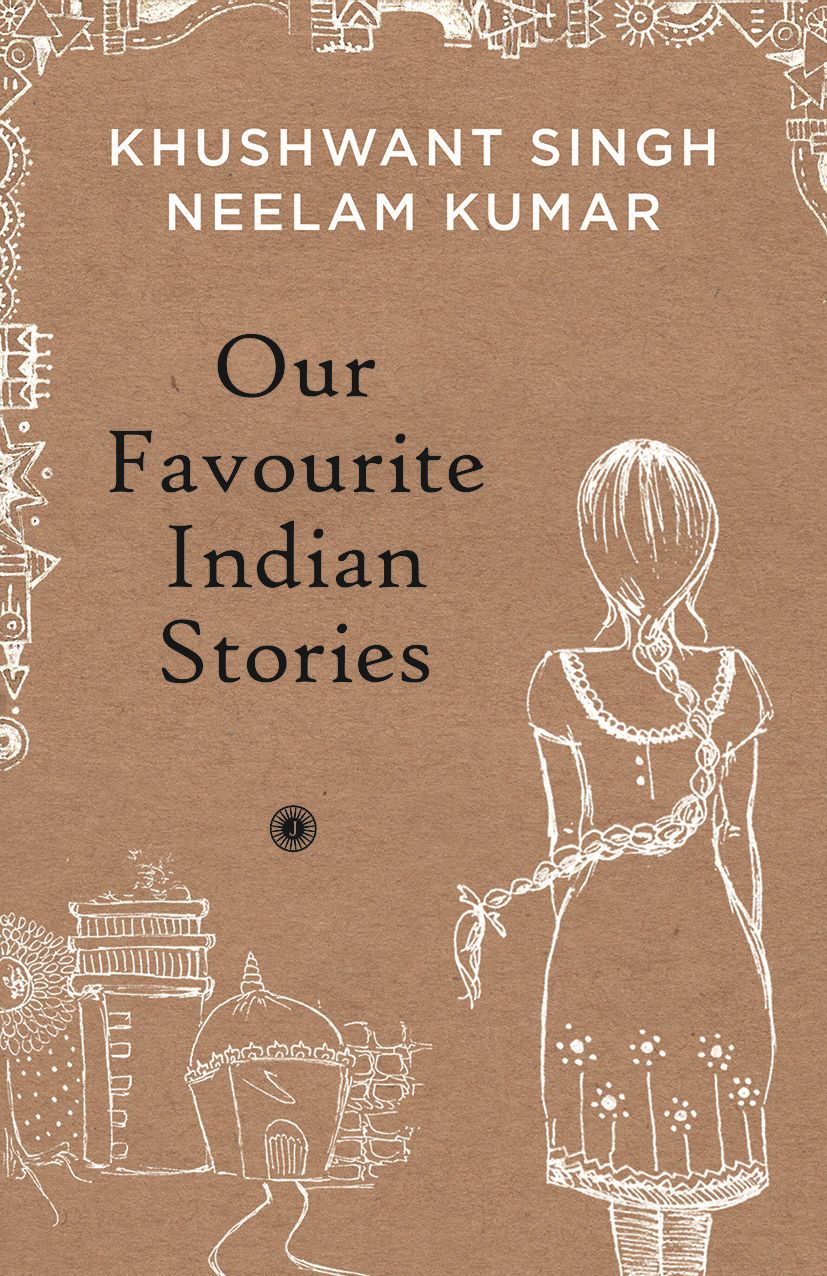 KHUSHWANT SINGH
NEELAM KUMAR
Our
Favourite
Indian
Stories
J